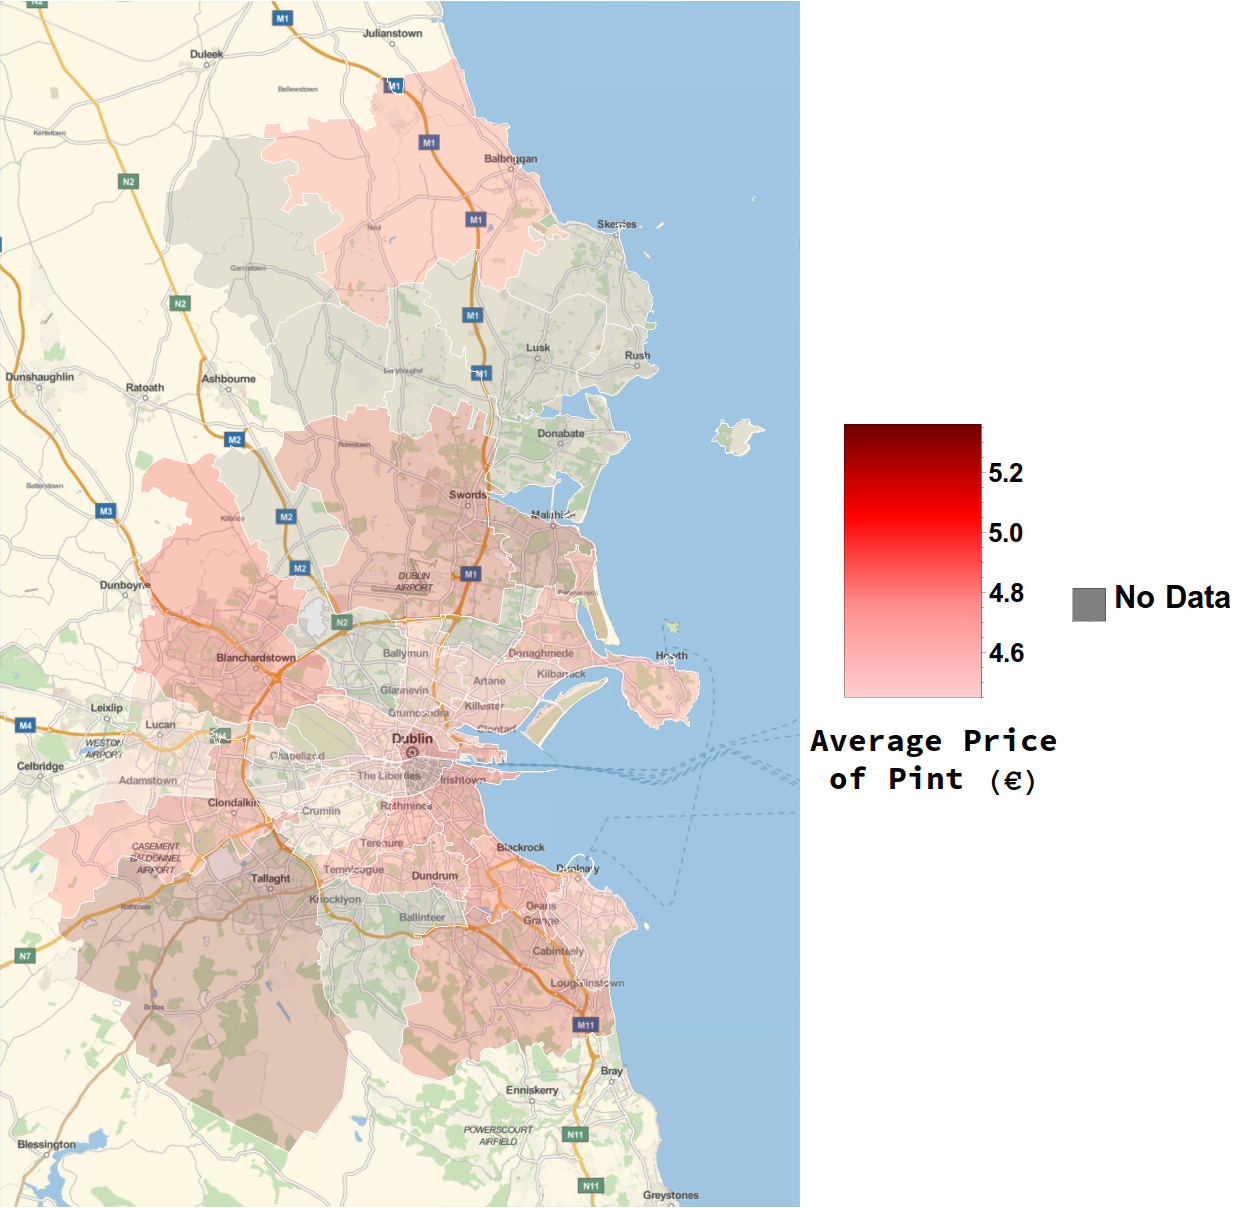 N2
M1
Julianstown
Duleek
M1
Bellewstown
Kentstown
M1
Balbriggan
N2
M1
Skerries
Naul
Garristown
N2
M1
Lusk
Rush
Dunshaughlin
Ratoath
Ashbourne
Garyboughal
M1
M2
Rolestown
Donabate
Batterstown
Swords
M3
M2
Kilbride
Malahide
M2
M1
Dunboyne
DUBLIN
AIRPORT
Portmarnock
N2
Blanchardstown
Ballymun
Donaghmede
Howth
Kilbarrack
Artane
Glasnevin
Killester
Leixlip
Drumcondra
Clontarf
M4
Lucan
N4
Dublin
WESTON
AIRPORT
Chapelizod
Celbridge
The Liberties
Irishtown
Adamstown
Clondalkin
Crumlin
Rathmines
CASEMENT
BALDONNEL
AIRPORT
Terenure
Blackrock
Templeogue
Dundrum
Dunleary
Tallaght
Knocklyon
Rathcoole
Ballinteer
Deans
Grange
N7
Cabinteely
Loughlinstown
Brittas
M11
Bray
Enniskerry
POWERSCOURT
AIRFIELD
N11
Blessington
N11
Greystones
5.2
5.0
4.8
4.6
No Data
Average Price
of Pint (€)